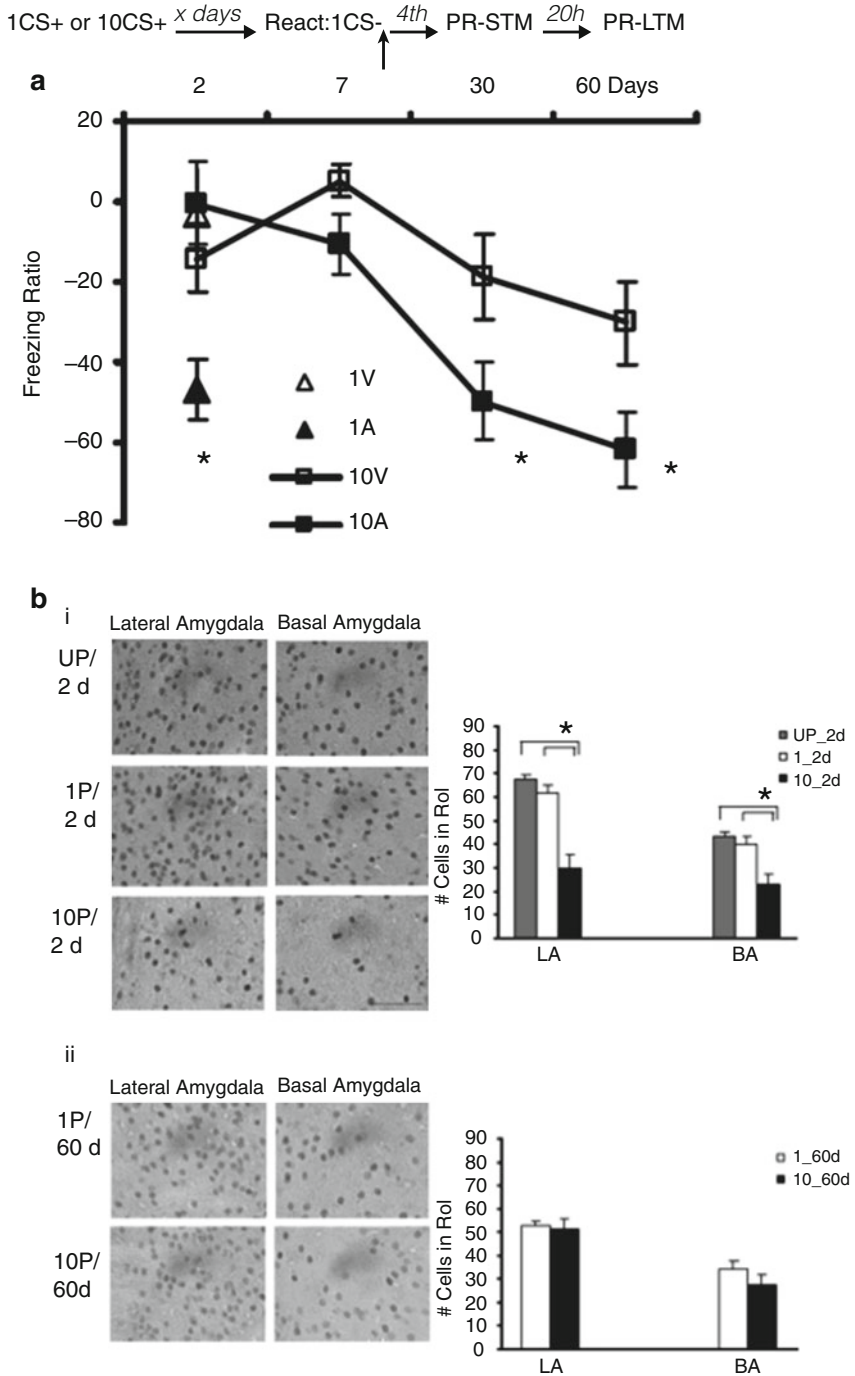 1CS+ or 10CS+ x days React:1CS- 4th PR-STM 20h PR-LTM
a
2 7 30 60 Days
20
0
−20
−40
−60
−80
Freezing Ratio
1V
1A
10V
10A
*
*
*
b
i
Lateral Amygdala Basal Amygdala
UP/
2 d
1P/
2 d
10P/
2 d
90
80
70
60
50
40
30
20
10
0
# Cells in RoI
*
*
UP_2d
1_2d
10_2d
LA BA
ii
Lateral Amygdala Basal Amygdala
1P/
60 d
10P/
60d
90
80
70
60
50
40
30
20
10
0
# Cells in RoI
1_60d
10_60d
LA BA